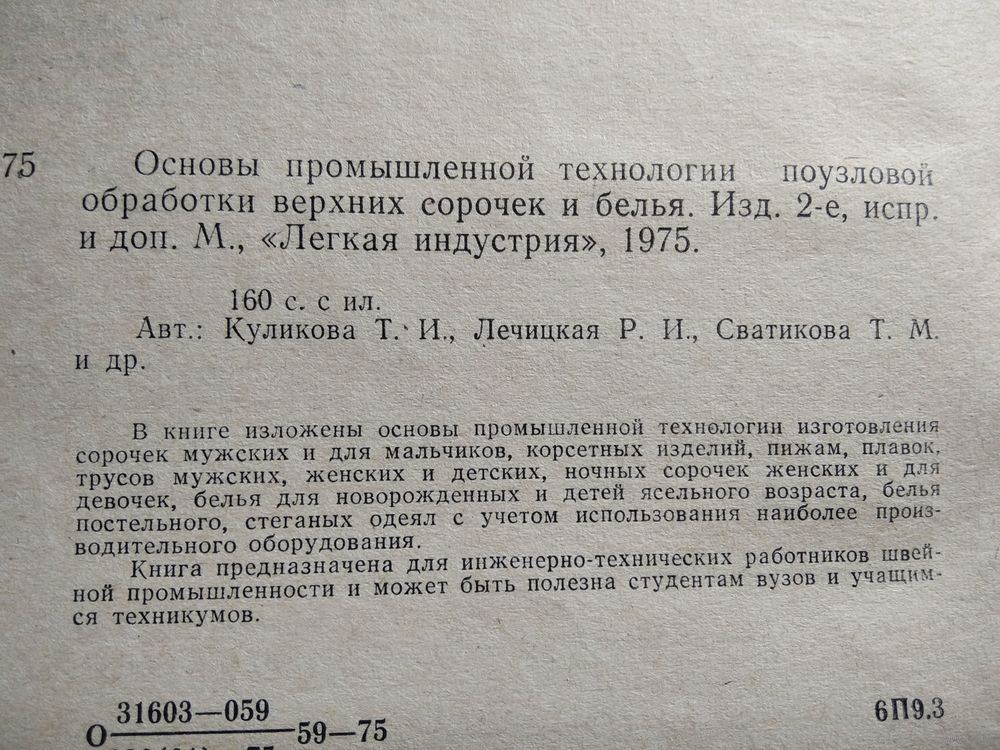 75 Основы промышленной технологии поузловой
обработки верхних сорочек и белья. Изд. 2-е, испр.
и доп. М., «Легкая индустрия», 1975.
160 с. с ил.
Авт.: Куликова Т. И., Лечицкая Р. И., Сватикова Т. М.
и др.
В книге изложены основы промышленной технологии изготовления
сорочек мужских и для мальчиков, корсетных изделий, пижам, плавок,
трусов мужских, женских и детских, ночных сорочек женских и для
девочек, белья для новорожденных и детей ясельного возраста, белья
постельного, стеганых одеял с учетом использования наиболее произ-
водительного оборудования.
Книга предназначена для инженерно-технических работников швей-
ной промышленности и может быть полезна студентам вузов и учащим-
ся техникумов.
31603—059
О 59—75
6П9.3